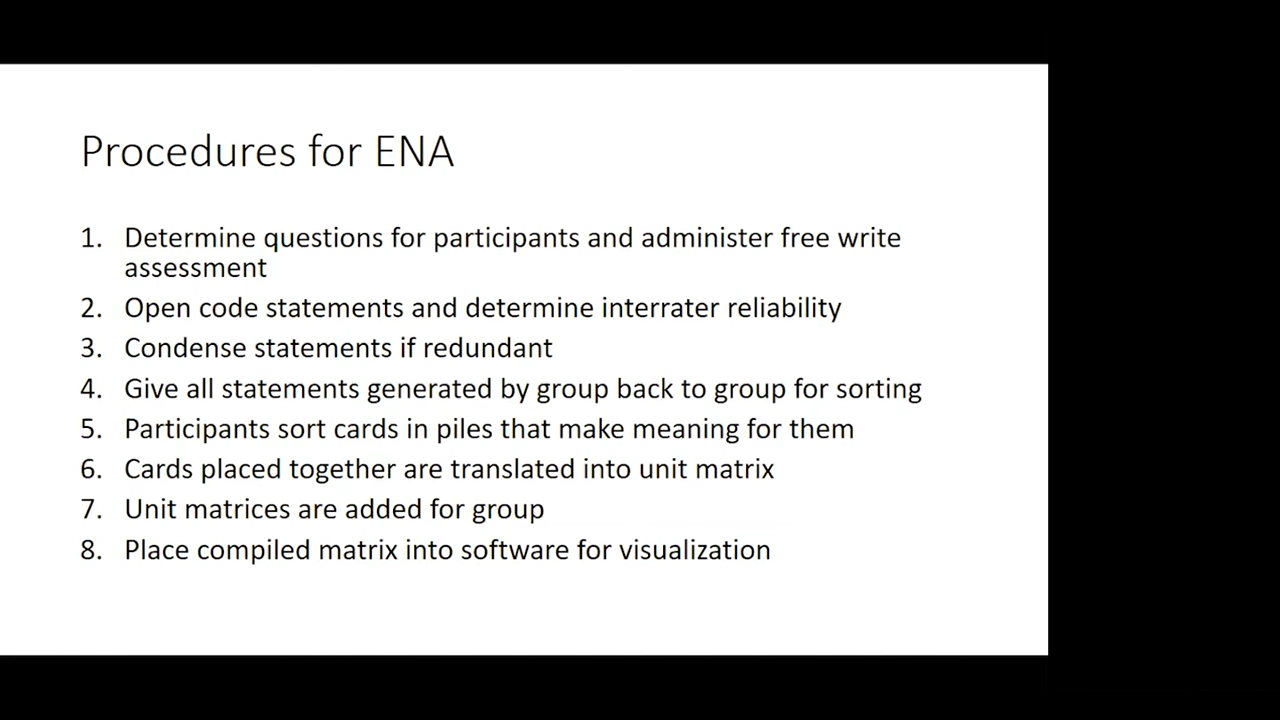 Procedures for ENA
1. Determine questions for participants and administer free write
assessment
2. Open code statements and determine interrater reliability
3. Condense statements if redundant
4. Give all statements generated by group back to group for sorting
5. Participants sort cards in piles that make meaning for them
6. Cards placed together are translated into unit matrix
7. Unit matrices are added for group
8. Place compiled matrix into software for visualization